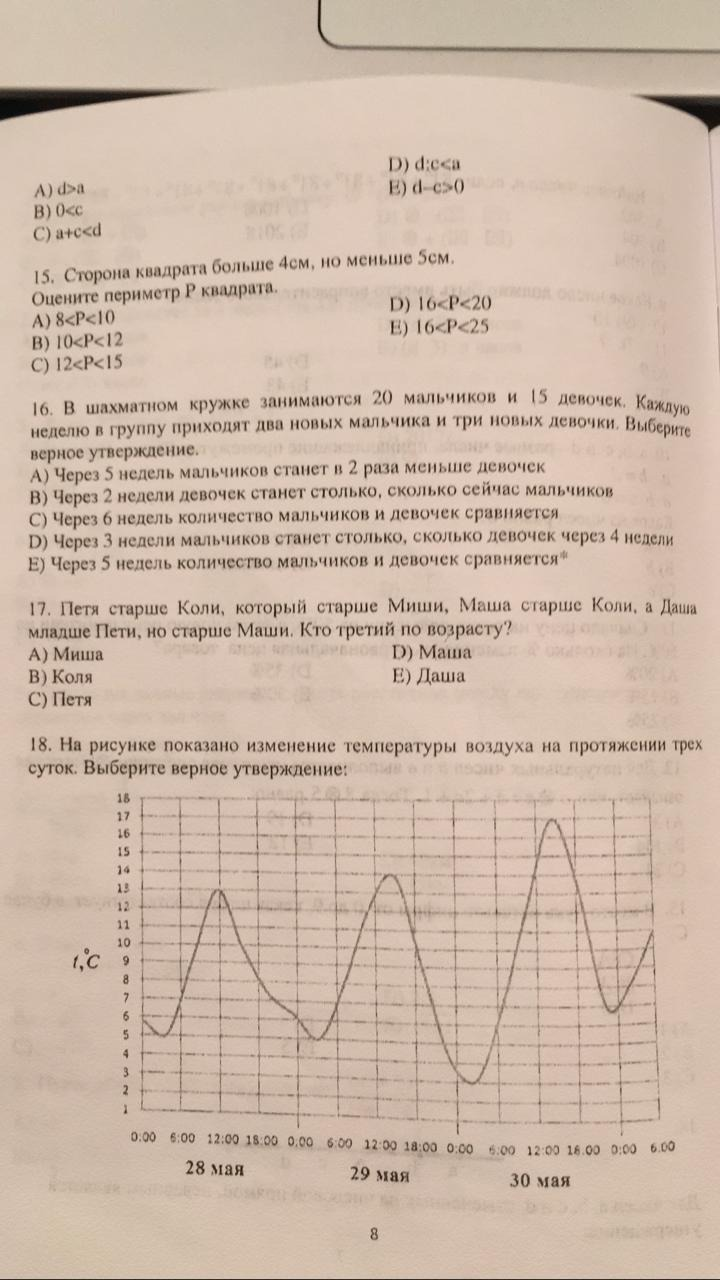 D) d:c<a
A) d>a
E) d–c>0
B) 0<c
C) a+c<d
15. Сторона квадрата больше 4см, но меньше 5см.
Оцените периметр P квадрата.
A) 8<P<10
D) 16<P<20
B) 10<P<12
E) 16<P<25
C) 12<P<15
16. В шахматном кружке занимаются 20 мальчиков и 15 девочек. Каждую
неделю в группу приходят два новых мальчика и три новых девочки. Выберите
верное утверждение.
A) Через 5 недель мальчиков станет в 2 раза меньше девочек
B) Через 2 недели девочек станет столько, сколько сейчас мальчиков
C) Через 6 недель количество мальчиков и девочек сравняется
D) Через 3 недели мальчиков станет столько, сколько девочек через 4 недели
E) Через 5 недель количество мальчиков и девочек сравняется*
17. Петя старше Коли, который старше Миши, Маша старше Коли, а Даша
младше Пети, но старше Маши. Кто третий по возрасту?
A) Миша
D) Маша
B) Коля
E) Даша
C) Петя
18. На рисунке показано изменение температуры воздуха на протяжении трех
суток. Выберите верное утверждение:
18
17
16
15
14
13
12
11
10
9
8
7
6
5
4
3
2
1
t,°C
0:00 6:00 12:00 18:00 0:00 6:00 12:00 18:00 0:00 6:00 12:00 18:00 0:00 6:00
28 мая 29 мая 30 мая
8